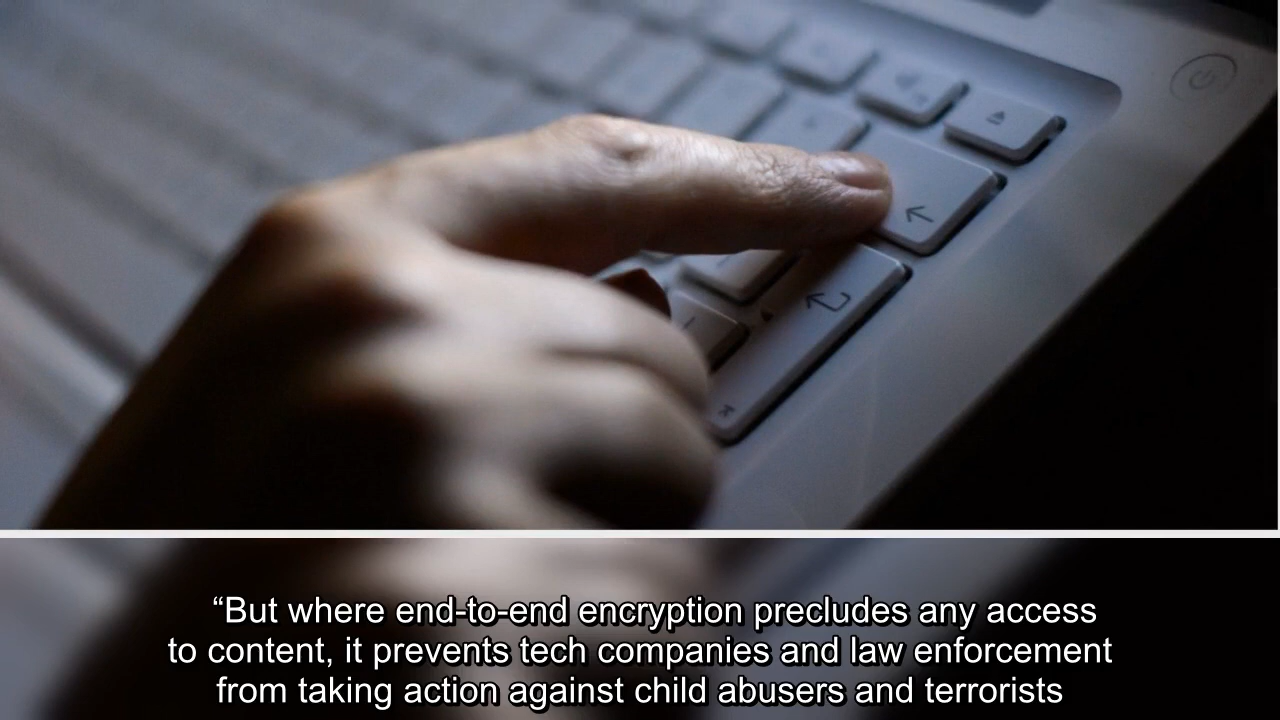 “But where end-to-end encryption precludes any access
to content, it prevents tech companies and law enforcement
from taking action against child abusers and terrorists